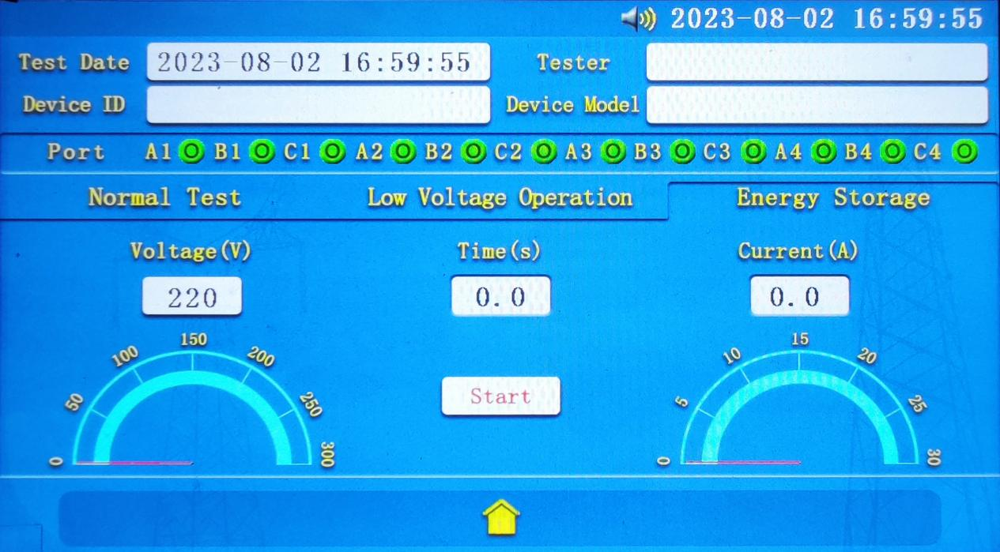 2023-08-02 16:59:55
Test Date 2023-08-02 16:59:55 Tester
Device ID Device Model
Port A1 B1 C1 A2 B2 C2 A3 B3 C3 A4 B4 C4
Normal Test Low Voltage Operation Energy Storage
Voltage(V) Time(s) Current(A)
220 0.0 0.0
0 50 100 150 200 250 300
Start
0 5 10 15 20 25 30